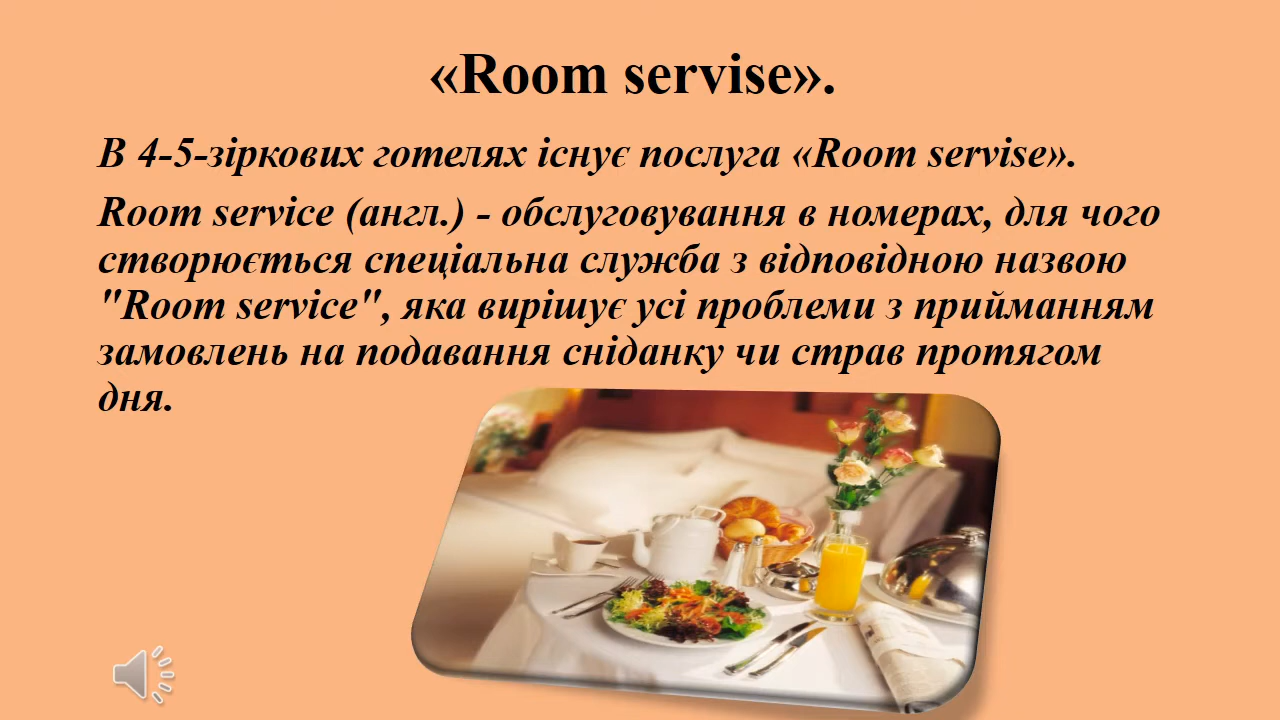 «Room servise».
В 4-5-зіркових готелях існує послуга «Room servise».
Room service (англ.) - обслуговування в номерах, для чого
створюється спеціальна служба з відповідною назвою
"Room service", яка вирішує усі проблеми з прийманням
замовлень на подавання сніданку чи страв протягом
дня.